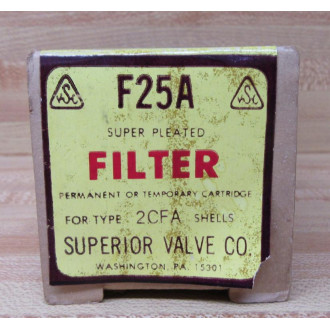 F25A
SUPER PLEATED
FILTER
PERMANENT OR TEMPORARY CARTRIDGE
FOR TYPE 2CFA SHELLS
SUPERIOR VALVE CO.
WASHINGTON, PA. 15301